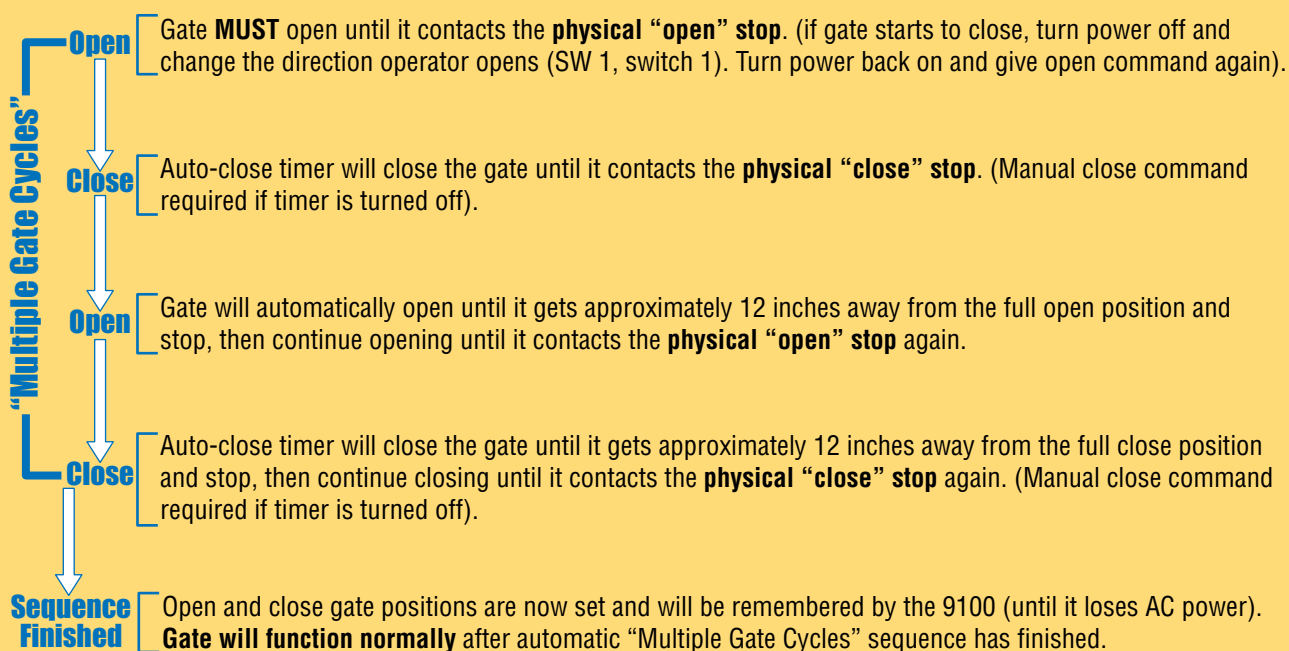 “Multiple Gate Cycles”
Open
Gate MUST open until it contacts the physical “open” stop. (if gate starts to close, turn power off and
change the direction operator opens (SW 1, switch 1). Turn power back on and give open command again).
Close
Auto-close timer will close the gate until it contacts the physical “close” stop. (Manual close command
required if timer is turned off).
Open
Gate will automatically open until it gets approximately 12 inches away from the full open position and
stop, then continue opening until it contacts the physical “open” stop again.
Close
Auto-close timer will close the gate until it gets approximately 12 inches away from the full close position
and stop, then continue closing until it contacts the physical “close” stop again. (Manual close command
required if timer is turned off).
Sequence
Finished
Open and close gate positions are now set and will be remembered by the 9100 (until it loses AC power).
Gate will function normally after automatic “Multiple Gate Cycles” sequence has finished.